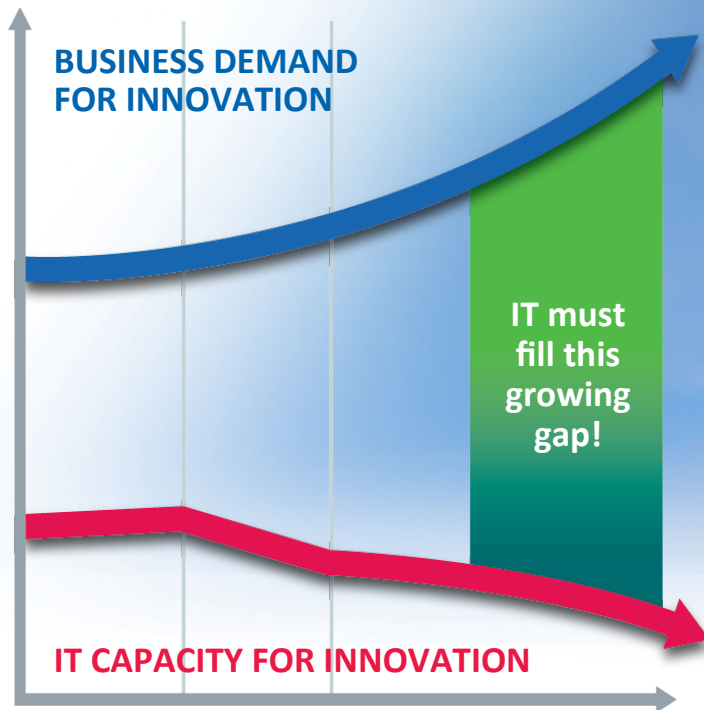 BUSINESS DEMAND
FOR INNOVATION
IT must
fill this
growing
gap!
IT CAPACITY FOR INNOVATION